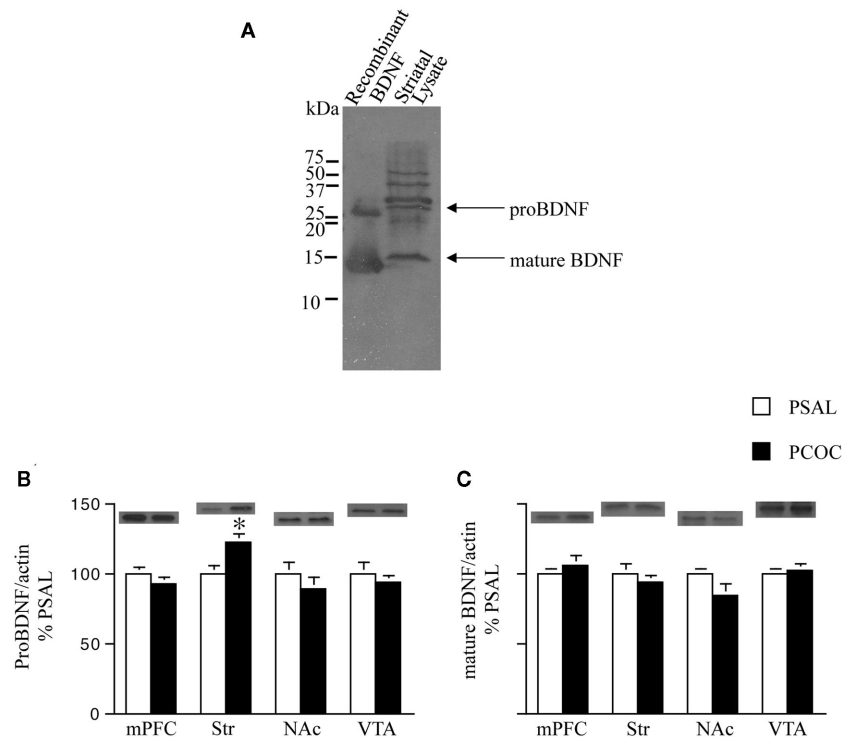 A
Recombinant
BDNF
Striatal
Lysate
kDa
75
50
37
25
20
15
10
proBDNF
mature BDNF
PSAL
PCOC
B
ProBDNF/actin
% PSAL
150
100
50
0
*
mPFC Str NAc VTA
C
mature BDNF/actin
% PSAL
mPFC Str NAc VTA